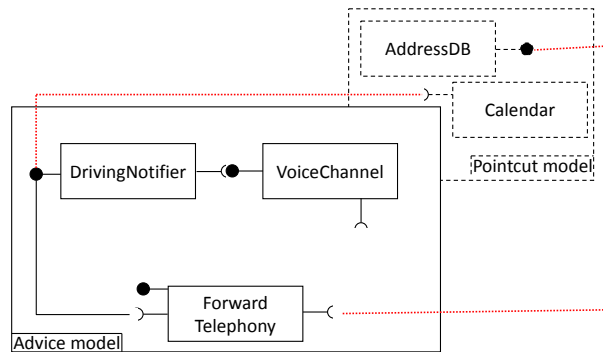 AddressDB
Calendar
Pointcut model
DrivingNotifier
VoiceChannel
Forward
Telephony
Advice model